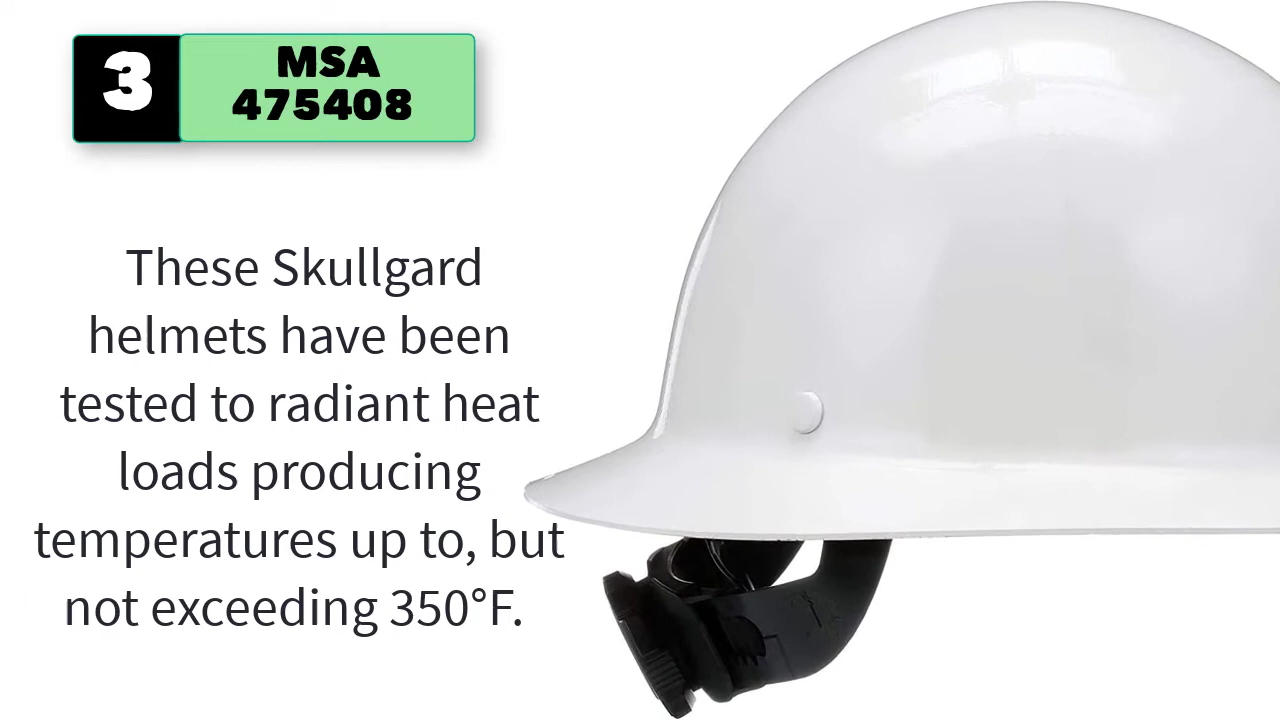 3
MSA
475408
These Skullgard
helmets have been
tested to radiant heat
loads producing
temperatures up to, but
not exceeding 350°F.